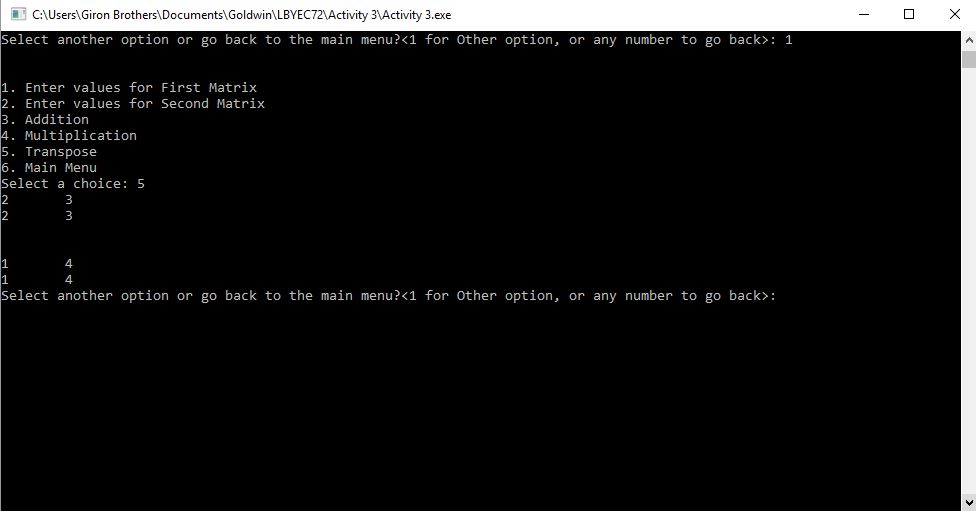 C:\Users\Giron Brothers\Documents\Goldwin\LBYEC72\Activity 3\Activity 3.exe
Select another option or go back to the main menu?<1 for Other option, or any number to go back>: 1
1. Enter values for First Matrix
2. Enter values for Second Matrix
3. Addition
4. Multiplication
5. Transpose
6. Main Menu
Select a choice: 5
2 3
2 3
1 4
1 4
Select another option or go back to the main menu?<1 for Other option, or any number to go back>: